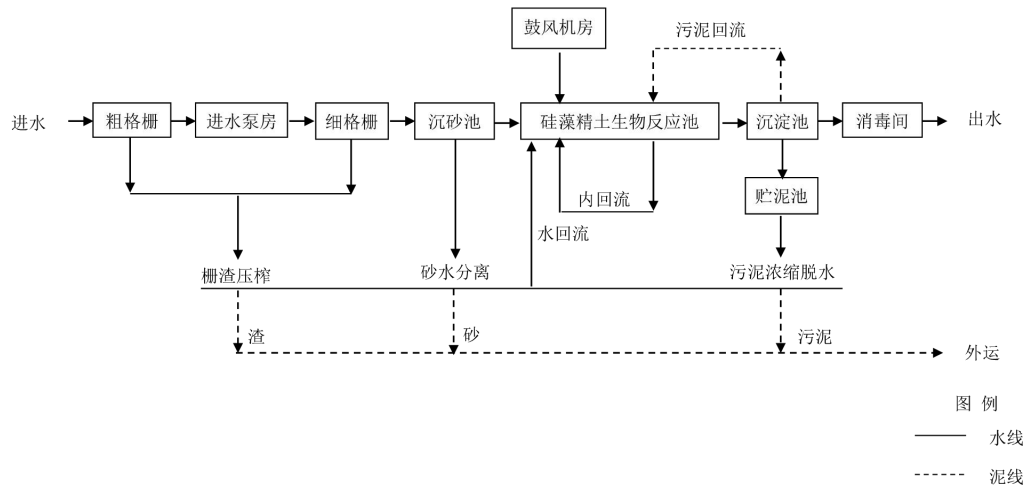 鼓风机房
污泥回流
进水
粗格栅
进水泵房
细格栅
沉砂池
硅藻精土生物反应池
沉淀池
消毒间
出水
内回流
贮泥池
水回流
栅渣压榨
砂水分离
污泥浓缩脱水
渣
砂
污泥
外运
图 例
水线
泥线